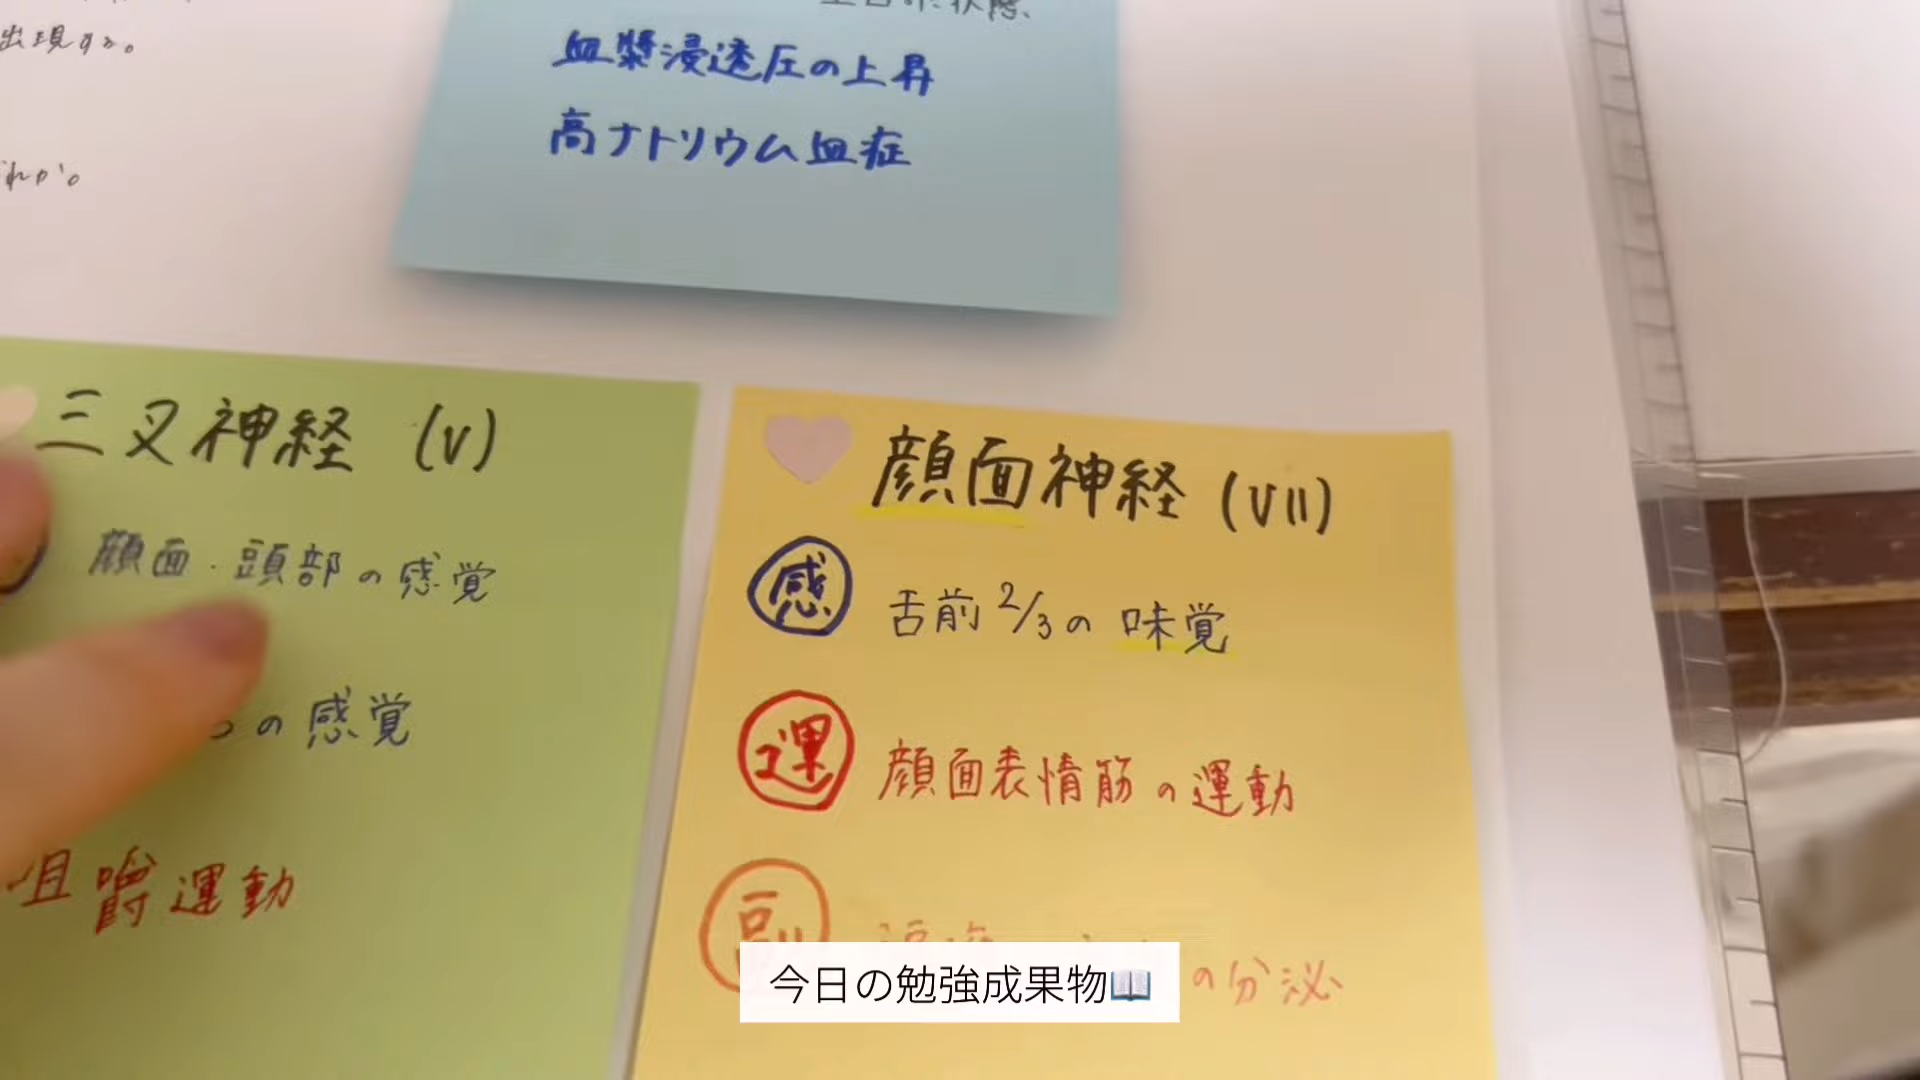 出現する。
血漿浸透圧の上昇
高ナトリウム血症
三叉神経 (V)
顔面・頭部の感覚
の感覚
咀嚼運動
顔面神経 (VII)
感 舌前 2/3の 味覚
運 顔面表情筋の運動
副
の分泌
今日の勉強成果物📖